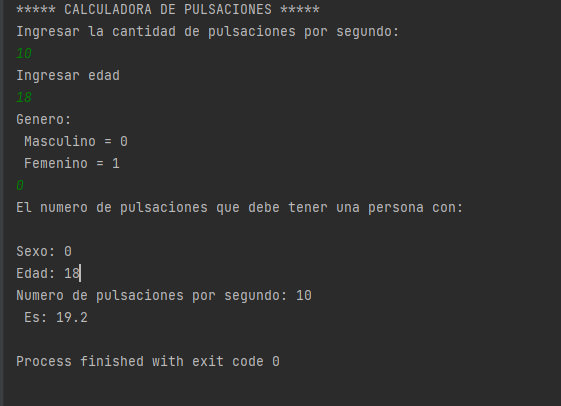 ***** CALCULADORA DE PULSACIONES *****
Ingresar la cantidad de pulsaciones por segundo:
10
Ingresar edad
18
Genero:
Masculino = 0
Femenino = 1
0
El numero de pulsaciones que debe tener una persona con:
Sexo: 0
Edad: 18
Numero de pulsaciones por segundo: 10
Es: 19.2
Process finished with exit code 0